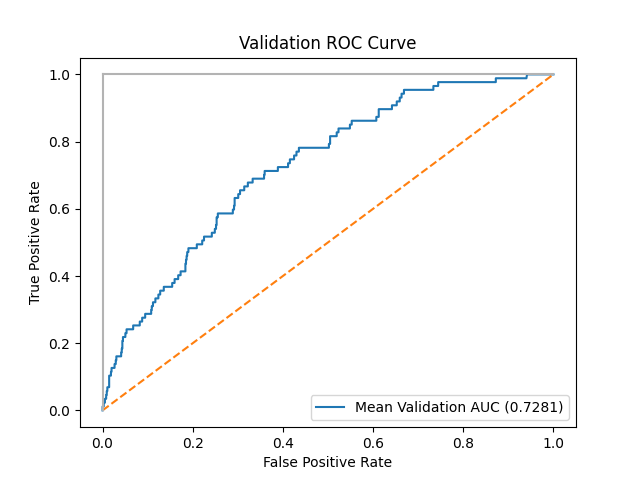 Validation ROC Curve
1.0
0.8
0.6
0.4
0.2
0.0
True Positive Rate
Mean Validation AUC (0.7281)
0.0 0.2 0.4 0.6 0.8 1.0
False Positive Rate